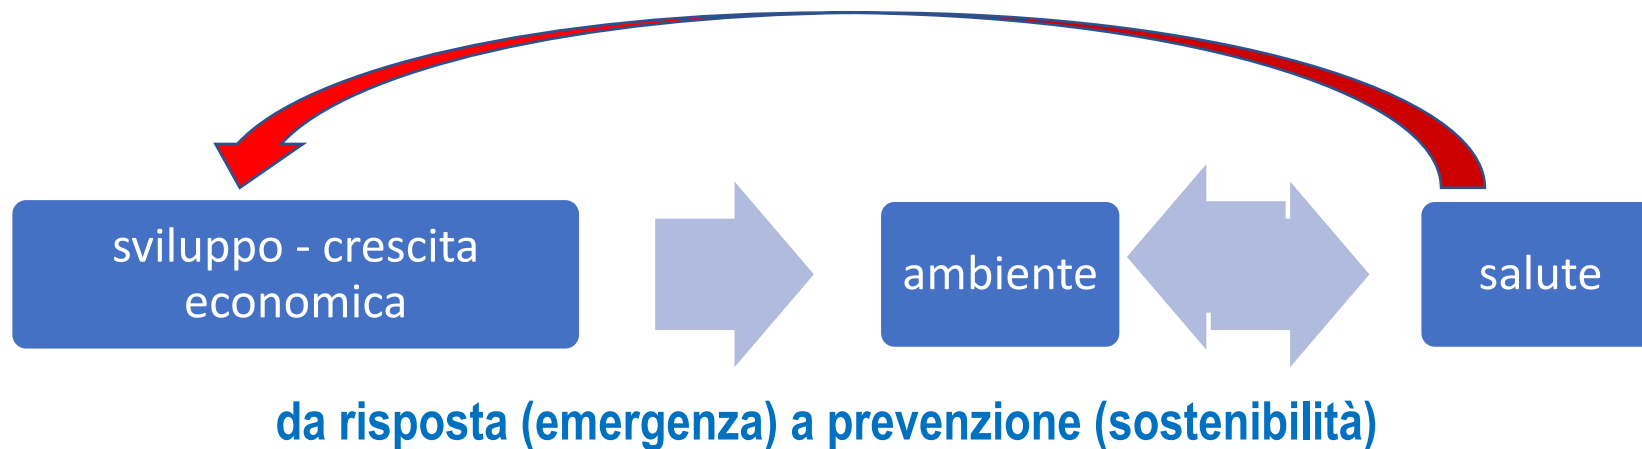 sviluppo - crescita
economica
ambiente
salute
da risposta (emergenza) a prevenzione (sostenibilità)